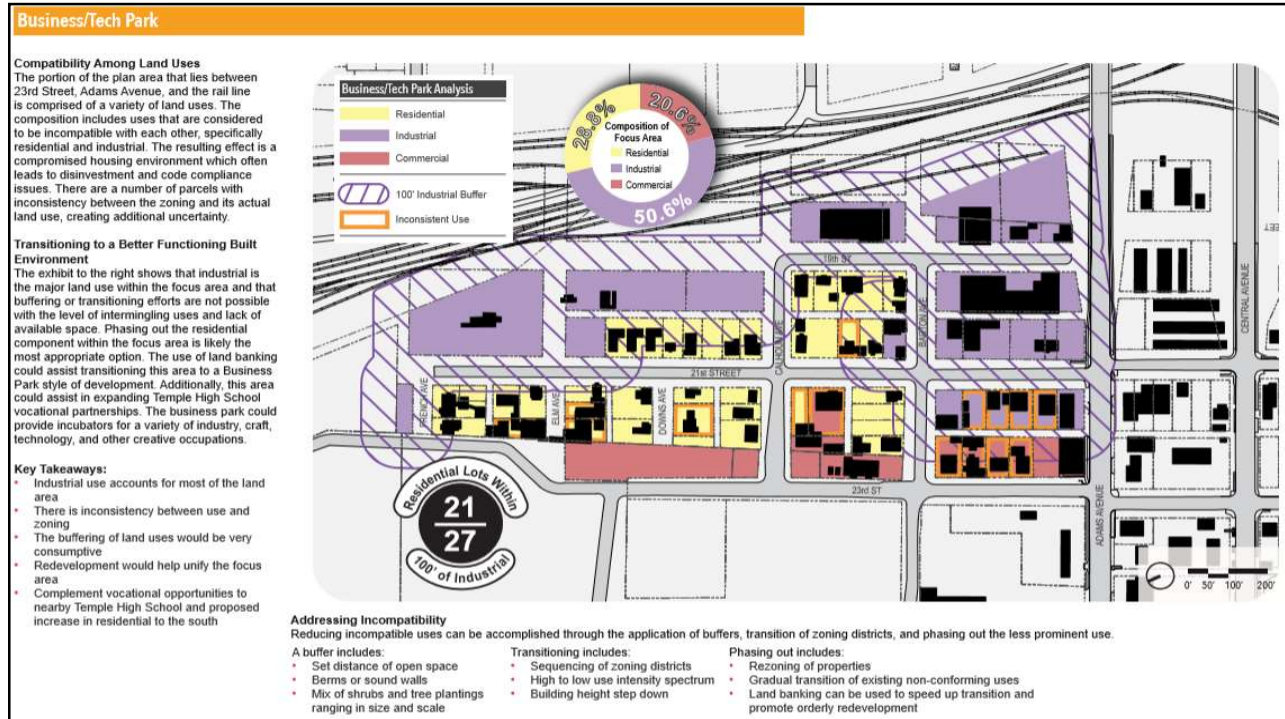 Business/Tech Park
Compatibility Among Land Uses
The portion of the plan area that lies between
23rd Street, Adams Avenue, and the rail line
is comprised of a variety of land uses. The
composition includes uses that are considered
to be incompatible with each other, specifically
residential and industrial. The resulting effect is a
compromised housing environment which often
leads to disinvestment and code compliance
issues. There are a number of parcels with
inconsistency between the zoning and its actual
land use, creating additional uncertainty.
Transitioning to a Better Functioning Built
Environment
The exhibit to the right shows that industrial is
the major land use within the focus area and that
buffering or transitioning efforts are not possible
with the level of intermingling uses and lack of
available space. Phasing out the residential
component within the focus area is likely the
most appropriate option. The use of land banking
could assist transitioning this area to a Business
Park style of development. Additionally, this area
could assist in expanding Temple High School
vocational partnerships. The business park could
provide incubators for a variety of industry, craft,
technology, and other creative occupations.
Key Takeaways:
• Industrial use accounts for most of the land
area
• There is inconsistency between use and
zoning
• The buffering of land uses would be very
consumptive
• Redevelopment would help unify the focus
area
• Complement vocational opportunities to
nearby Temple High School and proposed
increase in residential to the south
Business/Tech Park Analysis
Residential
Industrial
Commercial
100' Industrial Buffer
Inconsistent Use
28.8%
20.6%
50.6%
Composition of
Focus Area
Residential
Industrial
Commercial
19th ST
21st STREET
23rd ST
FRENCH AVE
ELM AVE
DOWNS AVE
CALHOUN AVE
BARTON AVE
ADAMS AVENUE
CENTRAL AVENUE
Residential Lots Within
21
27
100' of Industrial
0' 50' 100' 200'
Addressing Incompatibility
Reducing incompatible uses can be accomplished through the application of buffers, transition of zoning districts, and phasing out the less prominent use.
A buffer includes:
• Set distance of open space
• Berms or sound walls
• Mix of shrubs and tree plantings
ranging in size and scale
Transitioning includes:
• Sequencing of zoning districts
• High to low use intensity spectrum
• Building height step down
Phasing out includes:
• Rezoning of properties
• Gradual transition of existing non-conforming uses
• Land banking can be used to speed up transition and
promote orderly redevelopment